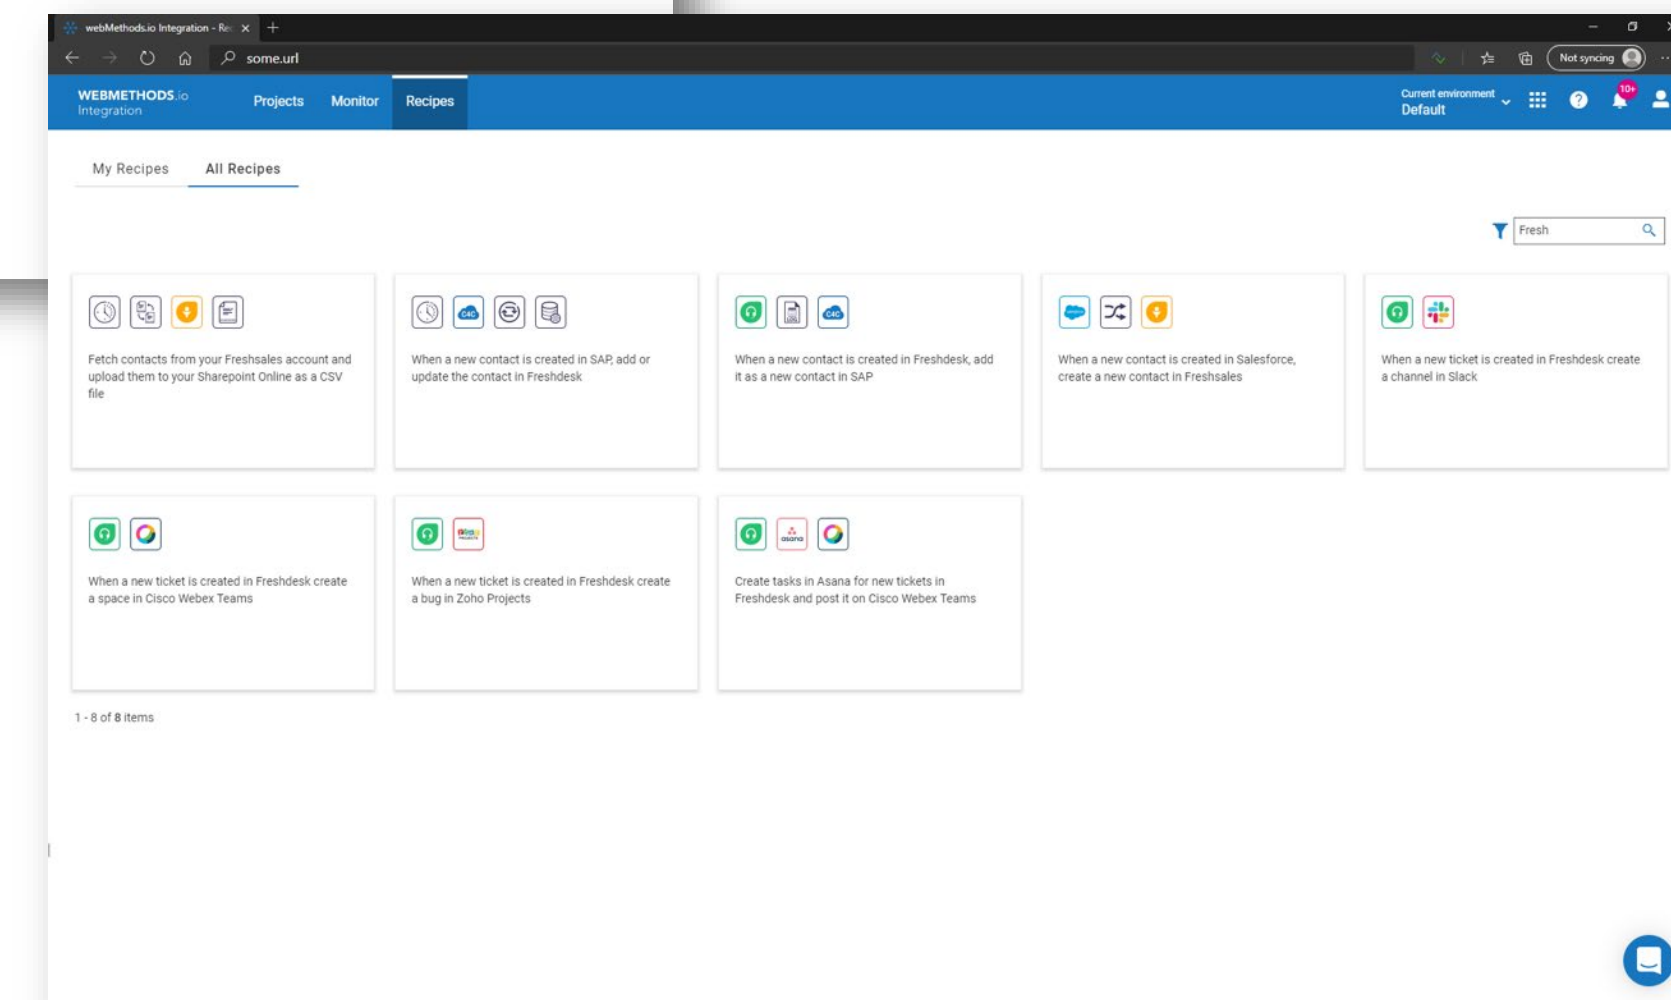 webMethods.io Integration - Rec
some.url
Not syncing
WEBMETHODS.io
Integration
Projects
Monitor
Recipes
Current environment
Default
10+
My Recipes
All Recipes
Fresh
Fetch contacts from your Freshsales account and
upload them to your Sharepoint Online as a CSV
file
C4C
When a new contact is created in SAP, add or
update the contact in Freshdesk
C4C
When a new contact is created in Freshdesk, add
it as a new contact in SAP
When a new contact is created in Salesforce,
create a new contact in Freshsales
When a new ticket is created in Freshdesk create
a channel in Slack
When a new ticket is created in Freshdesk create
a space in Cisco Webex Teams
When a new ticket is created in Freshdesk create
a bug in Zoho Projects
asana
Create tasks in Asana for new tickets in
Freshdesk and post it on Cisco Webex Teams
1 - 8 of 8 items